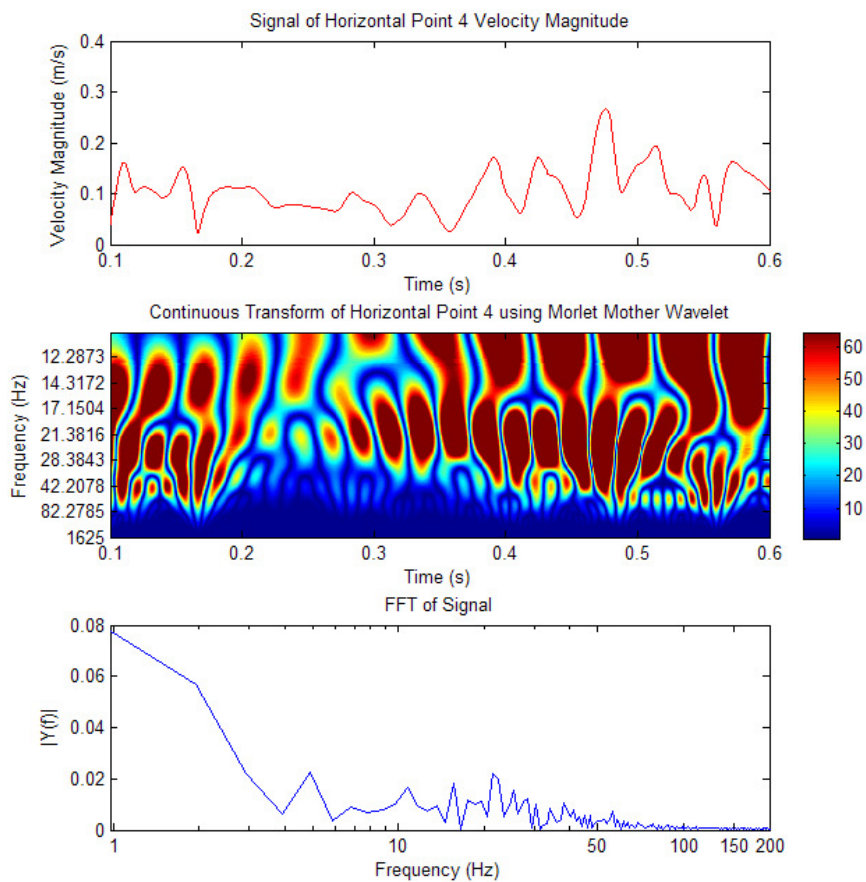 Signal of Horizontal Point 4 Velocity Magnitude
Velocity Magnitude (m/s)
0.4
0.3
0.2
0.1
0
0.1 0.2 0.3 0.4 0.5 0.6
Time (s)
Continuous Transform of Horizontal Point 4 using Morlet Mother Wavelet
Frequency (Hz)
12.2873
14.3172
17.1504
21.3816
28.3843
42.2078
82.2785
1625
0.1 0.2 0.3 0.4 0.5 0.6
Time (s)
60
50
40
30
20
10
FFT of Signal
|Y(f)|
0.08
0.06
0.04
0.02
0
1 10 50 100 150 200
Frequency (Hz)